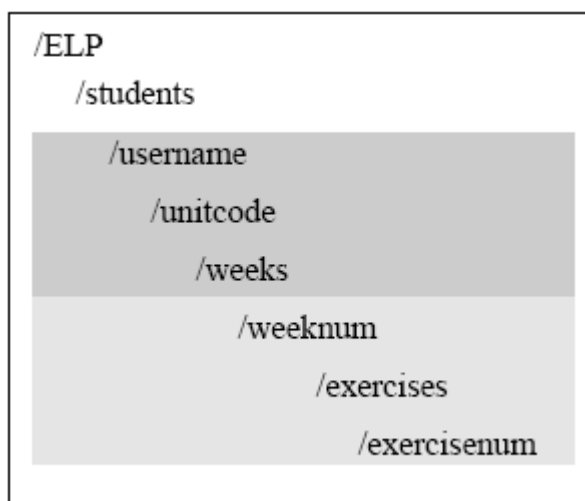 /ELP
/students
/username
/unitcode
/weeks
/weeknum
/exercises
/exercisenum